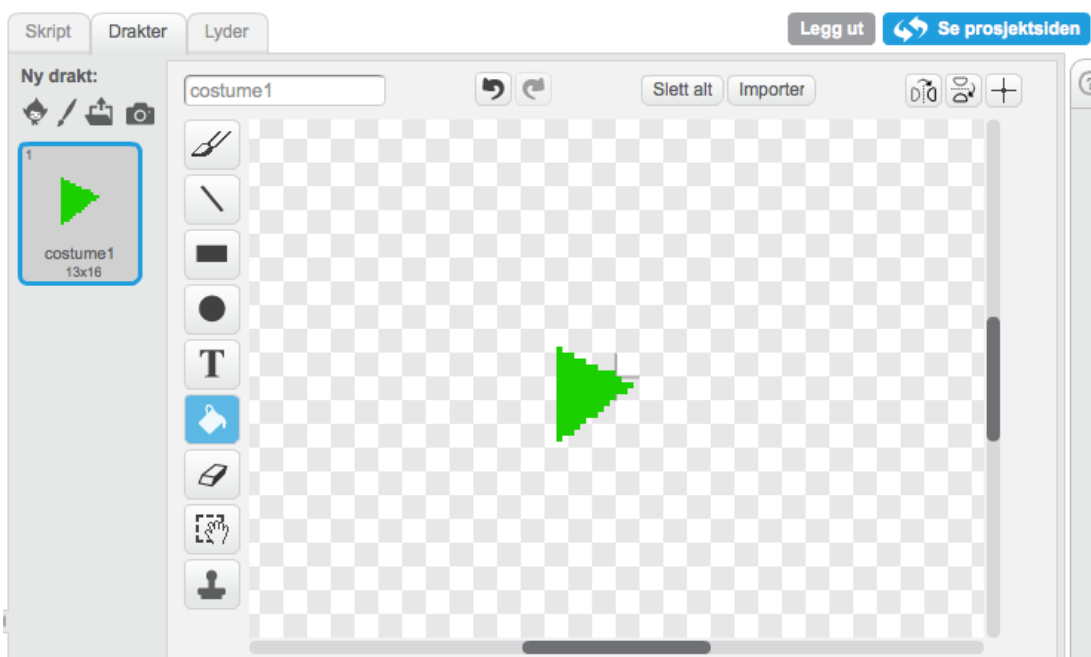 Skript Drakter Lyder Legg ut Se prosjektsiden
Ny drakt:
costume1 Slett alt Importer
1
costume1
13x16
T